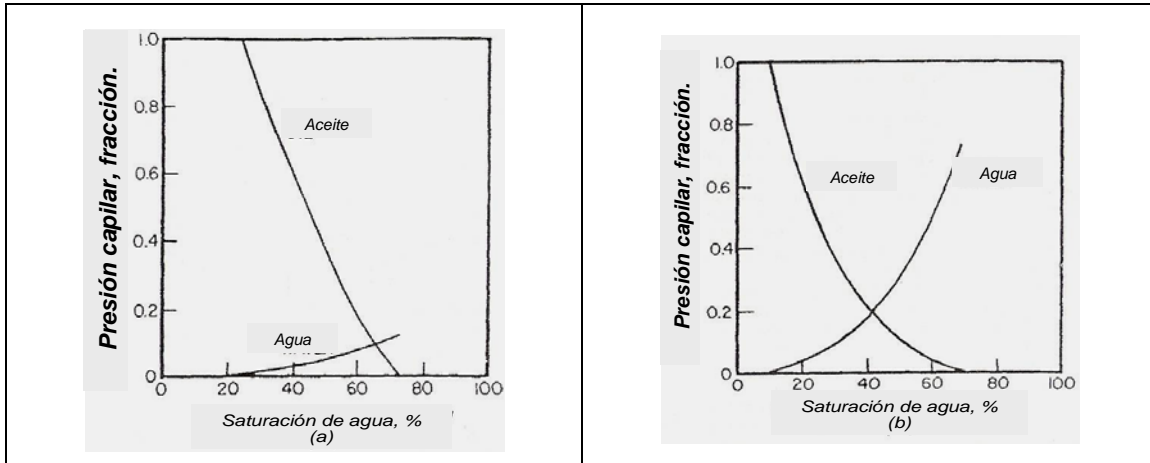 Presión capilar, fracción.
1.0
0.8
0.6
0.4
0.2
0
Aceite
Agua
0 20 40 60 80 100
Saturación de agua, %
(a)
Presión capilar, fracción.
1.0
0.8
0.6
0.4
0.2
0
Aceite
Agua
0 20 40 60 80 100
Saturación de agua, %
(b)